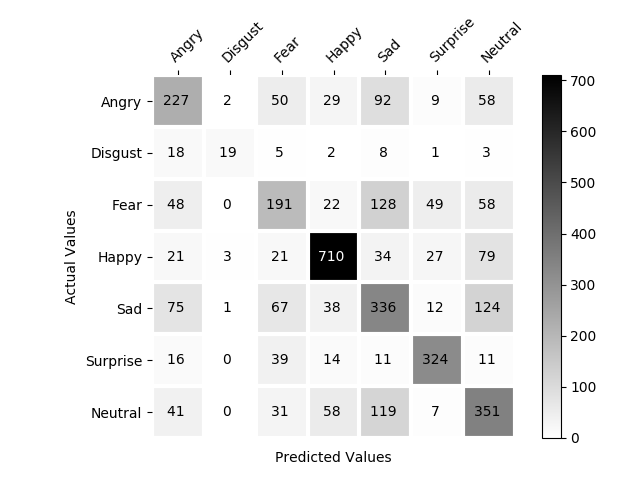 Angry Disgust Fear Happy Sad Surprise Neutral
Angry 227 2 50 29 92 9 58
Disgust 18 19 5 2 8 1 3
Fear 48 0 191 22 128 49 58
Happy 21 3 21 710 34 27 79
Sad 75 1 67 38 336 12 124
Surprise 16 0 39 14 11 324 11
Neutral 41 0 31 58 119 7 351
Actual Values
Predicted Values
700
600
500
400
300
200
100
0